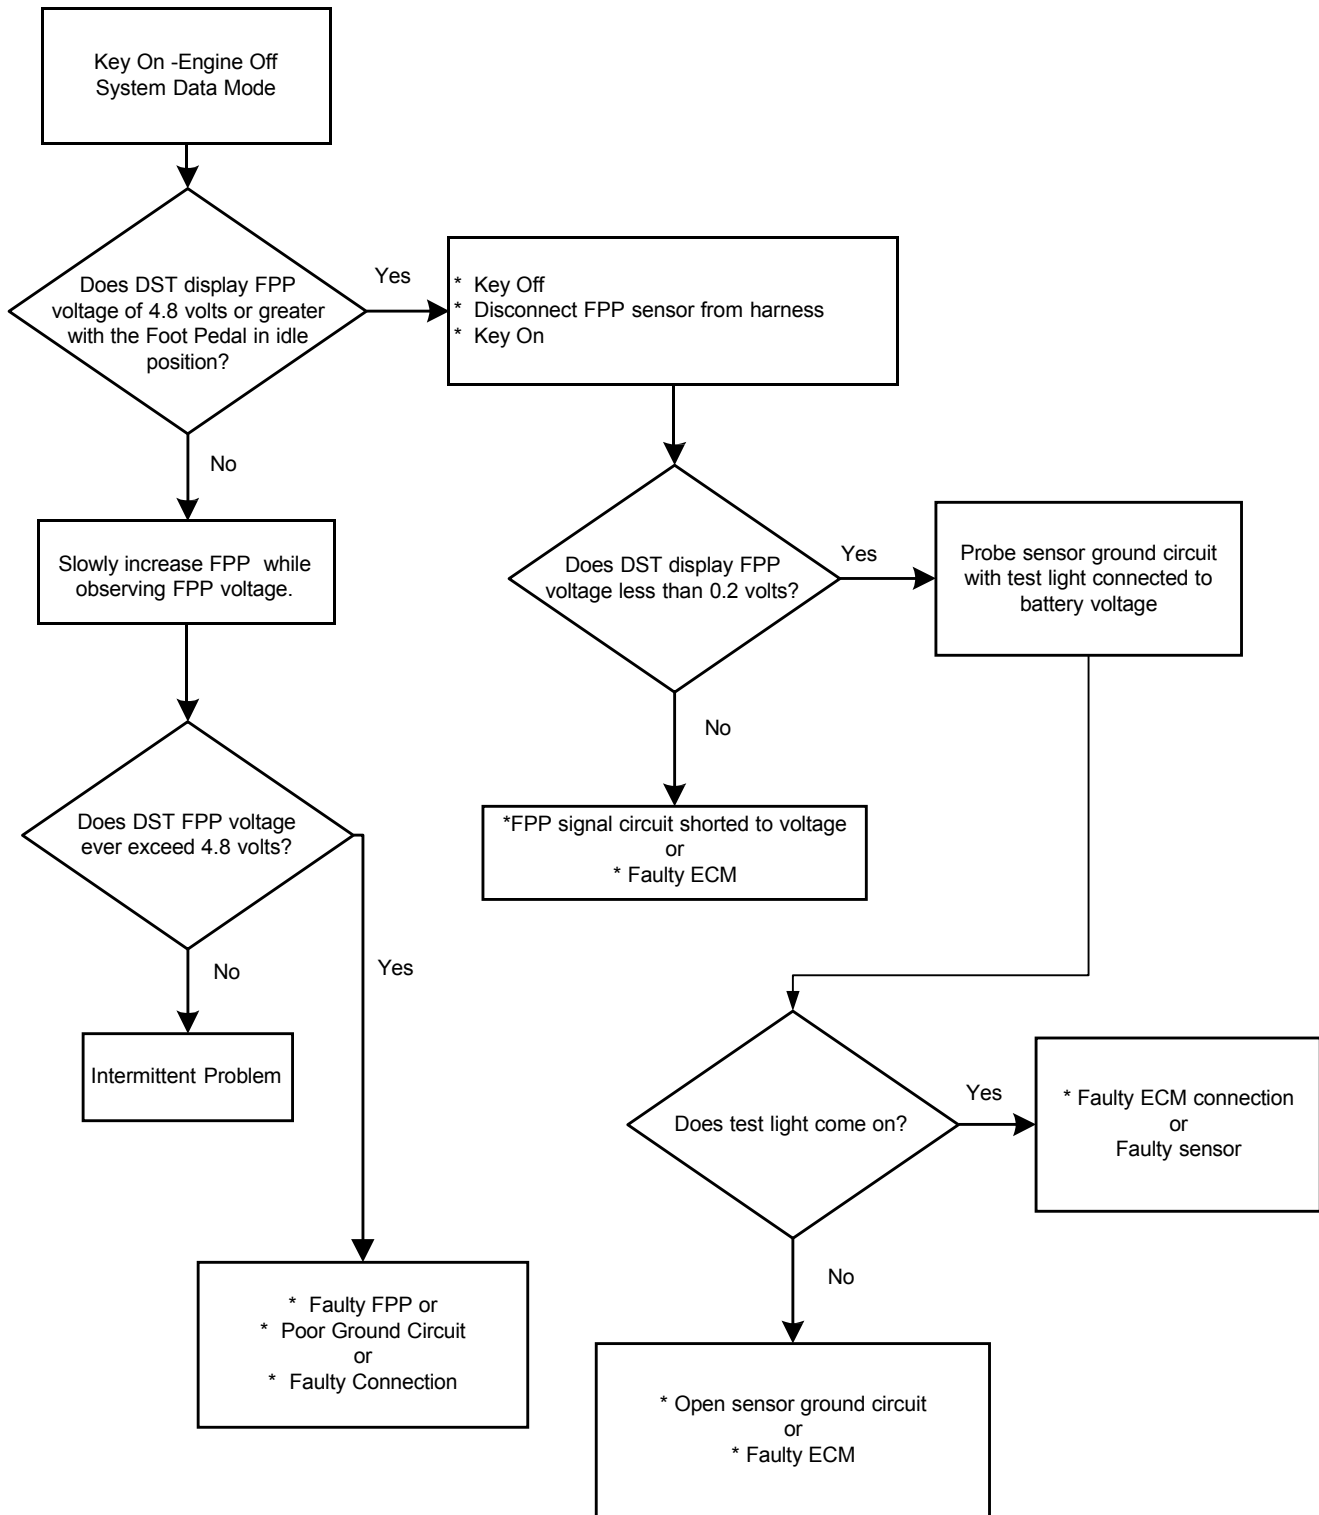 Key On -Engine Off
System Data Mode
Does DST display FPP
voltage of 4.8 volts or greater
with the Foot Pedal in idle
position?
Yes
* Key Off
* Disconnect FPP sensor from harness
* Key On
No
Slowly increase FPP while
observing FPP voltage.
Does DST display FPP
voltage less than 0.2 volts?
Yes
Probe sensor ground circuit
with test light connected to
battery voltage
No
*FPP signal circuit shorted to voltage
or
* Faulty ECM
Does DST FPP voltage
ever exceed 4.8 volts?
No
Yes
Intermittent Problem
Does test light come on?
Yes
* Faulty ECM connection
or
Faulty sensor
No
* Faulty FPP or
* Poor Ground Circuit
or
* Faulty Connection
* Open sensor ground circuit
or
* Faulty ECM